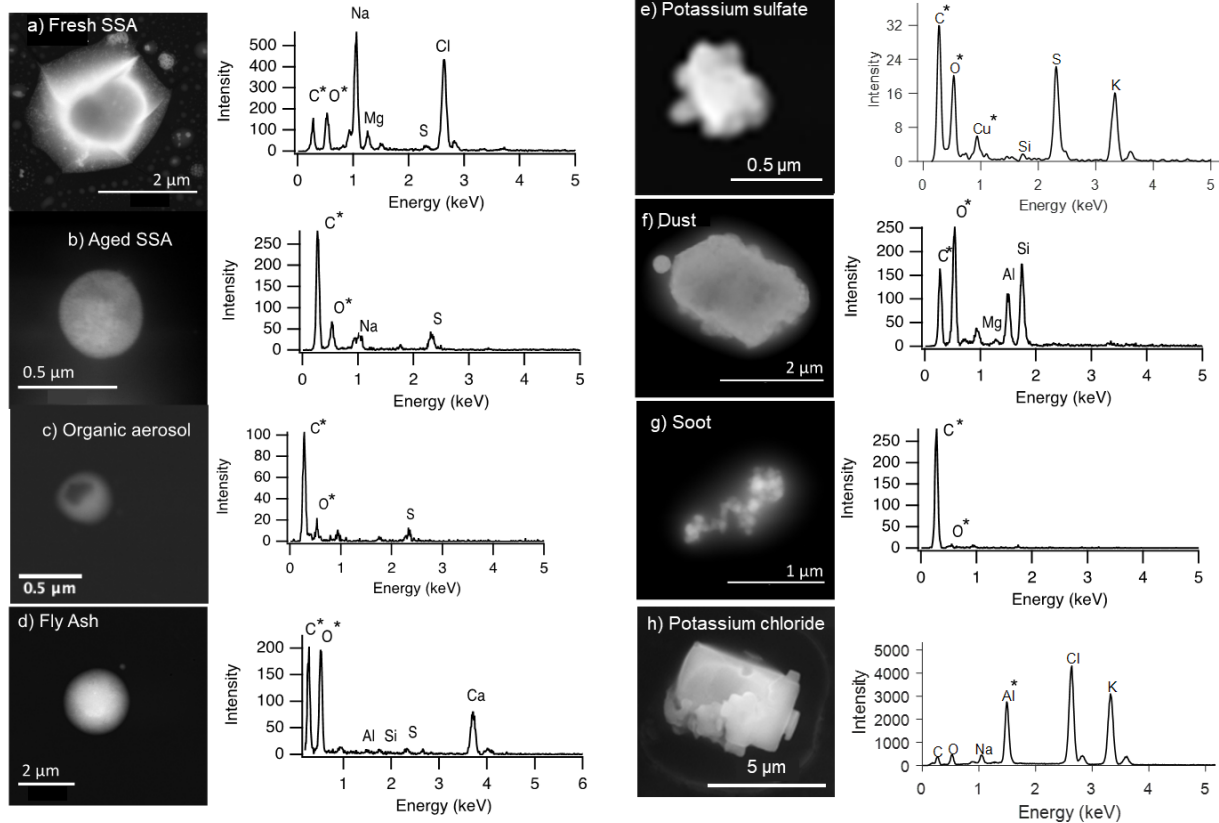 a) Fresh SSA
2 μm
Intensity
500
400
300
200
100
0
C* O* Na Mg S Cl
0 1 2 3 4 5
Energy (keV)
b) Aged SSA
0.5 μm
Intensity
250
200
150
100
50
0
C* O* Na S
0 1 2 3 4 5
Energy (keV)
c) Organic aerosol
0.5 μm
Intensity
100
80
60
40
20
0
C* O* S
0 1 2 3 4 5
Energy (keV)
d) Fly Ash
2 μm
Intensity
200
150
100
50
0
C* O* Al Si S Ca
1 2 3 4 5 6
Energy (keV)
e) Potassium sulfate
0.5 μm
Intensity
32
24
16
8
0
C* O* Cu* Si S K
0 1 2 3 4 5
Energy (keV)
f) Dust
2 μm
Intensity
250
200
150
100
50
0
C* O* Mg Al Si
0 1 2 3 4 5
Energy (keV)
g) Soot
1 μm
Intensity
250
200
150
100
50
0
C* O*
0 1 2 3 4 5
Energy (keV)
h) Potassium chloride
5 μm
Intensity
5000
4000
3000
2000
1000
0
C O Na Al* Cl K
0 1 2 3 4 5
Energy (keV)